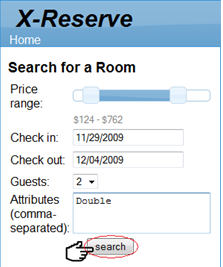 X-Reserve
Home
Search for a Room
Price
range:
$124 - $762
Check in: 11/29/2009
Check out: 12/04/2009
Guests: 2
Attributes Double
(comma-
separated):
search